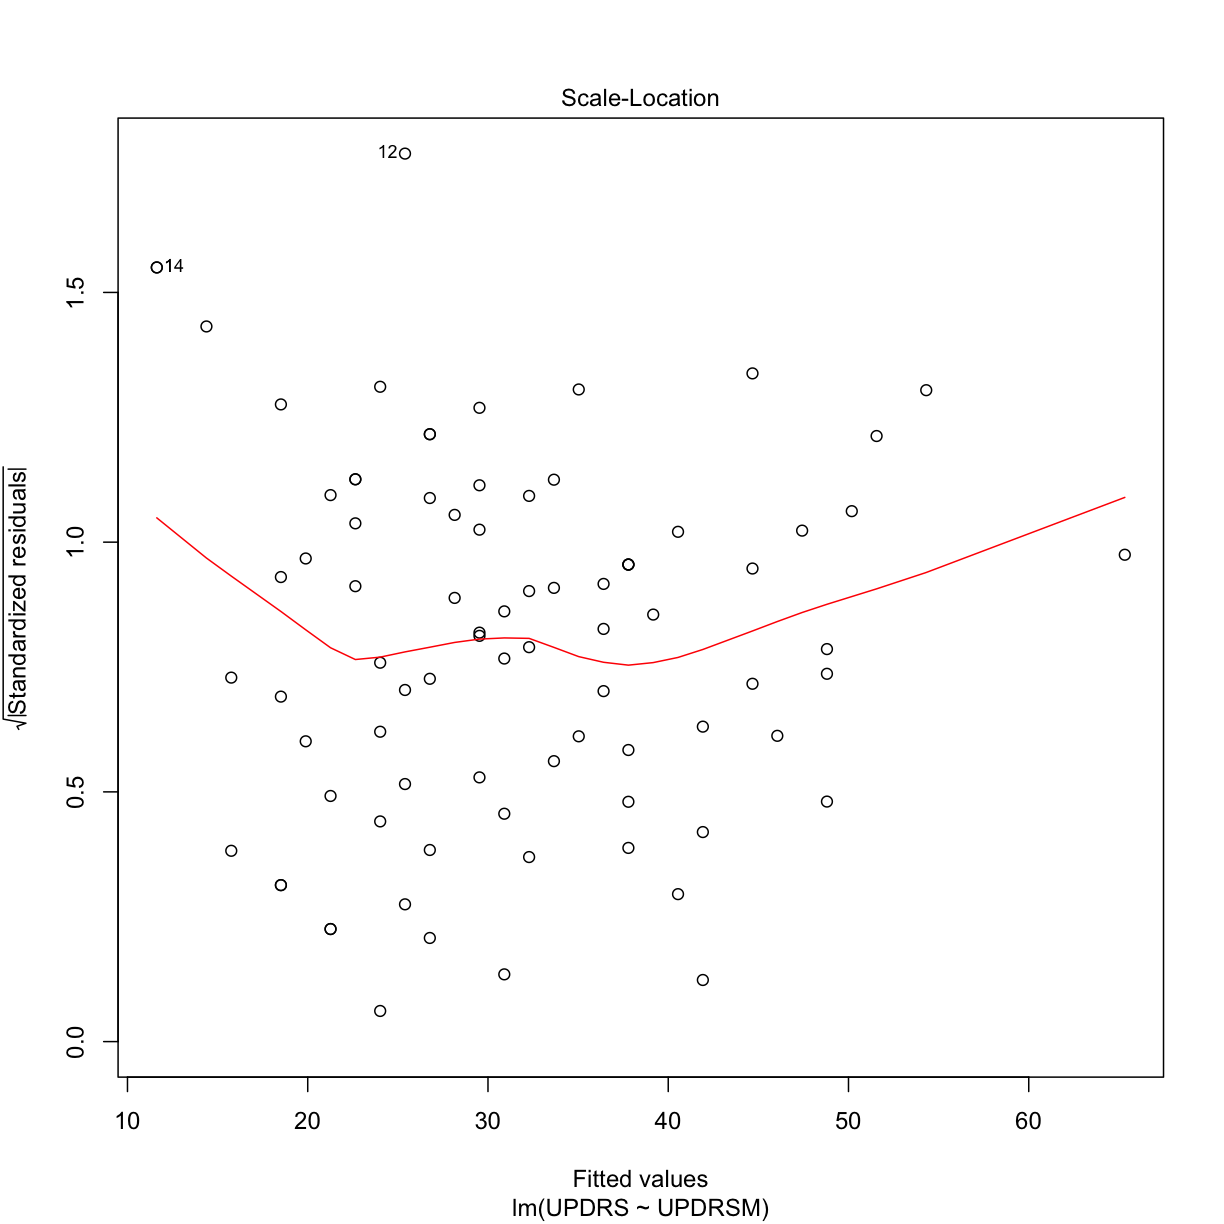 Scale-Location
12
14
√|Standardized residuals|
0.0
0.5
1.0
1.5
10 20 30 40 50 60
Fitted values
lm(UPDRS ~ UPDRSM)